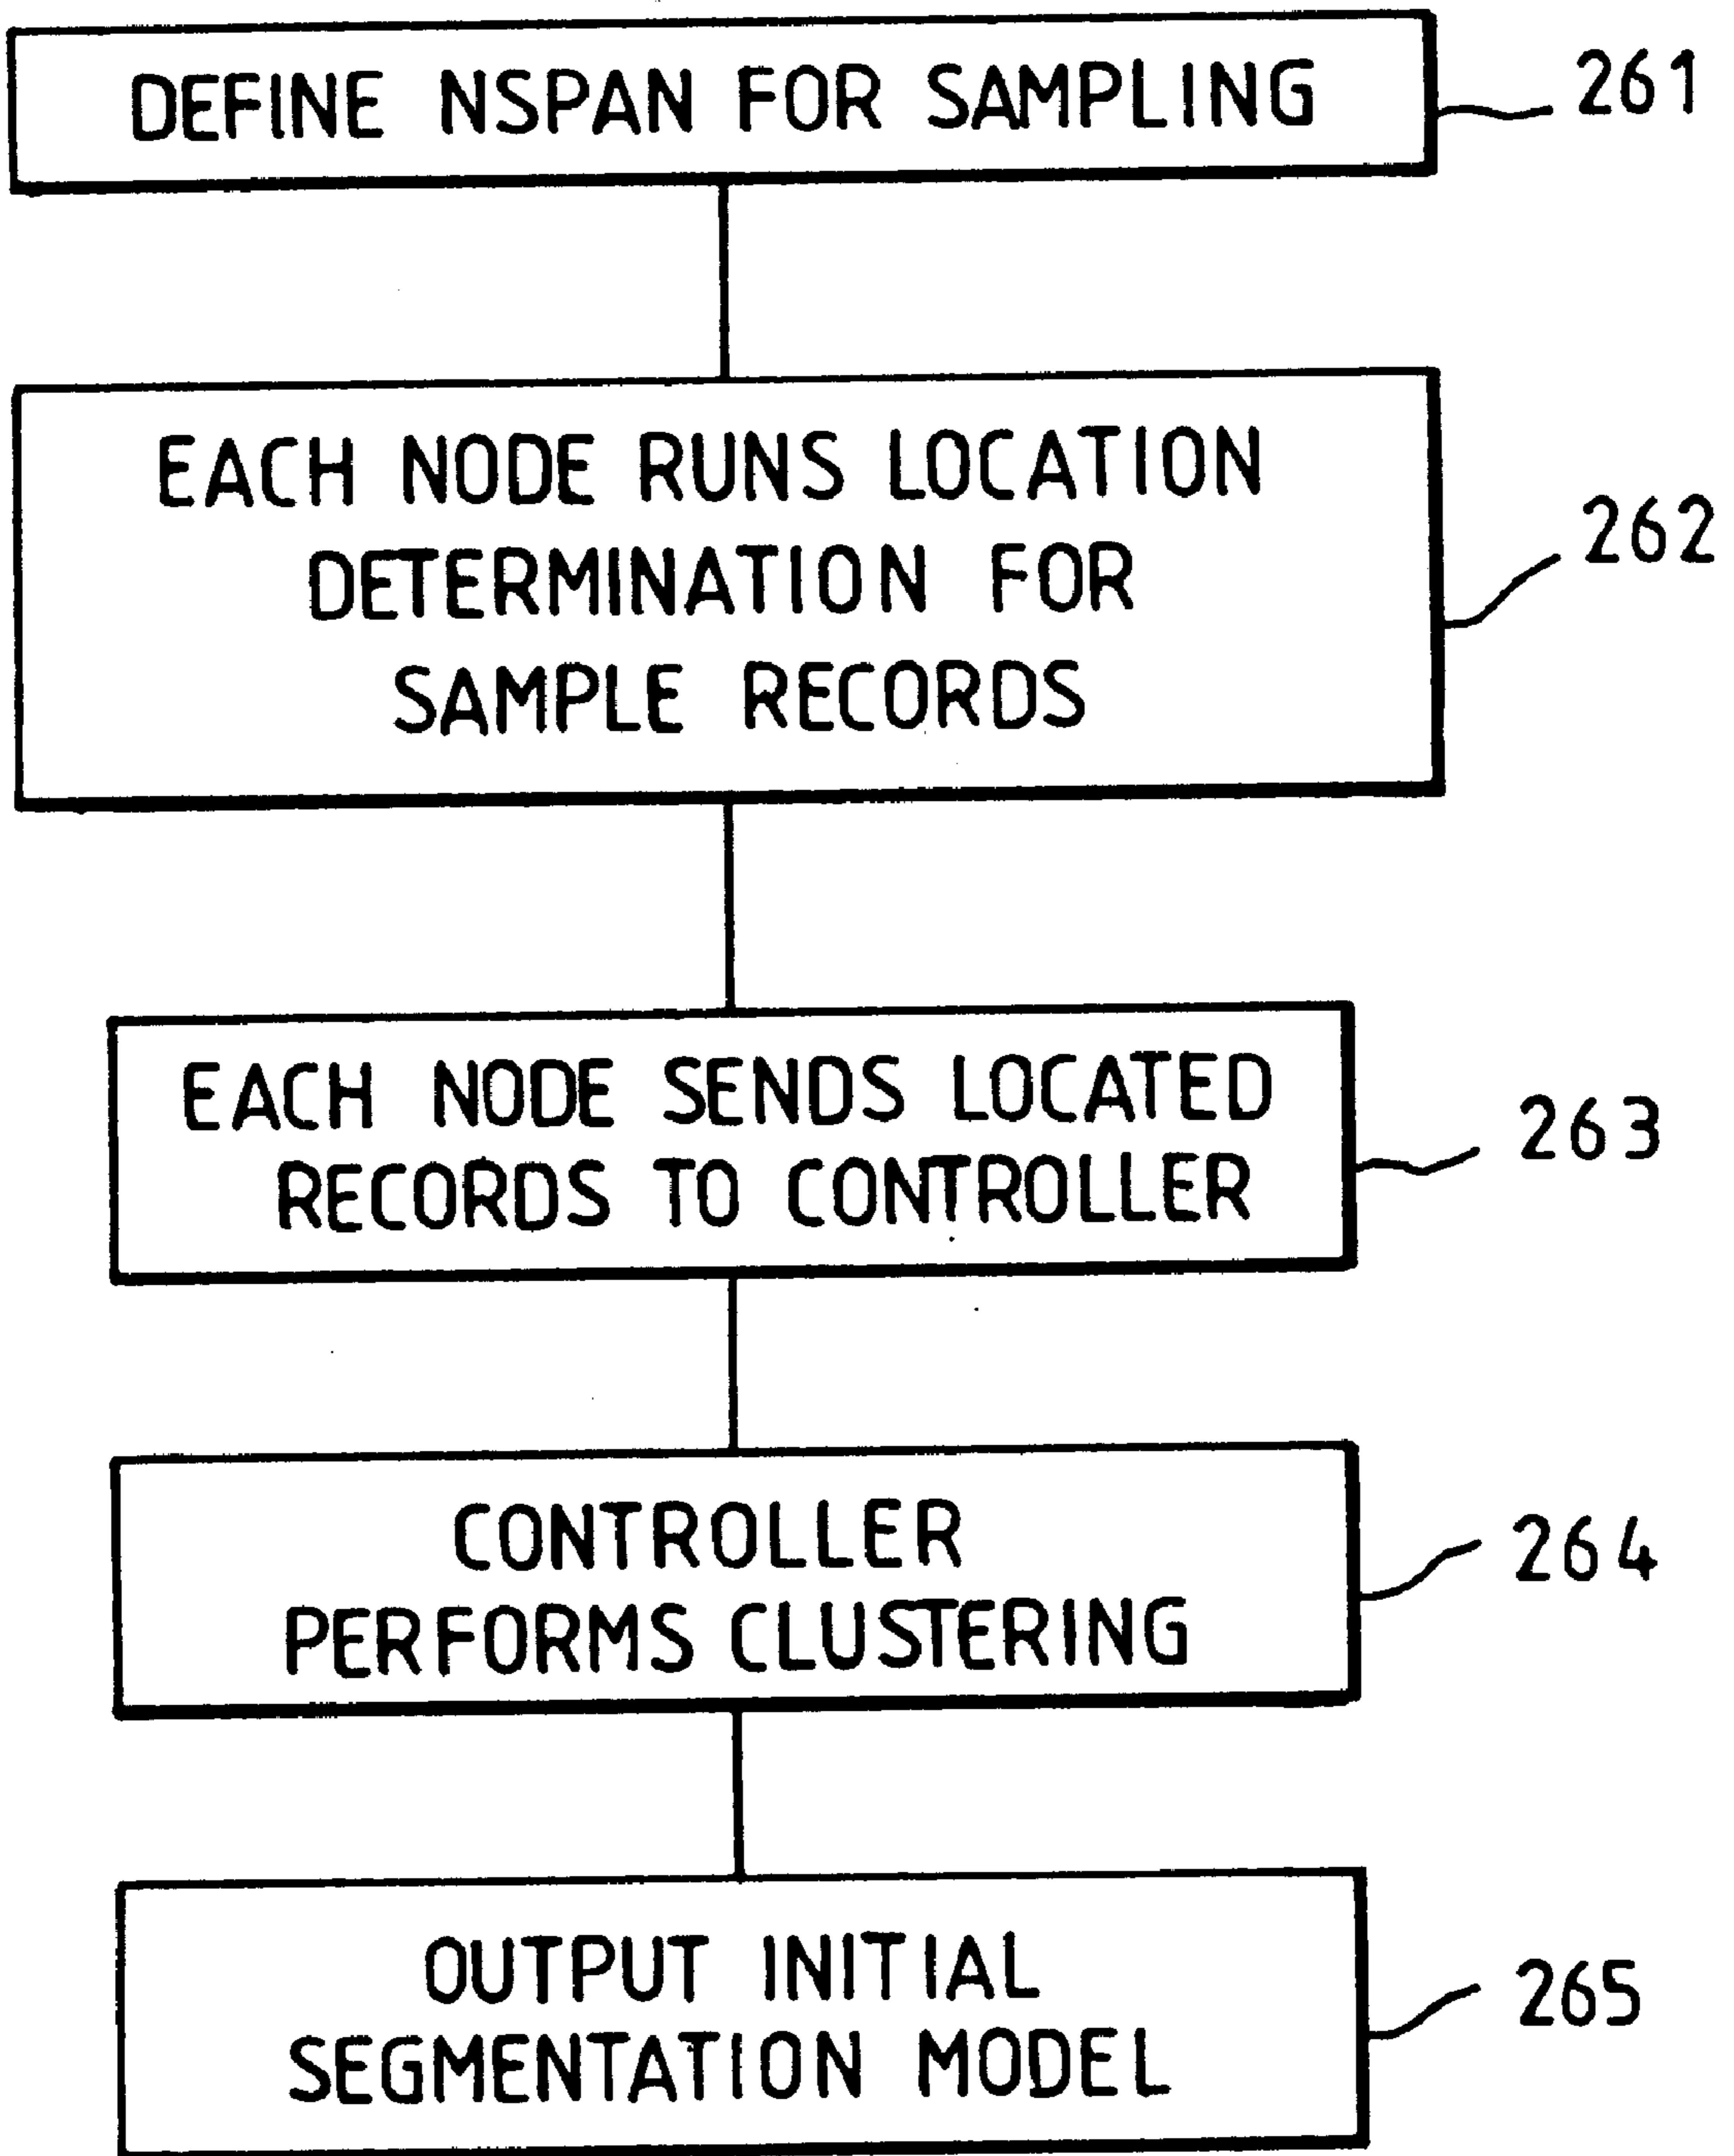 DEFINE NSPAN FOR SAMPLING
261
EACH NODE RUNS LOCATION
DETERMINATION FOR
SAMPLE RECORDS
262
EACH NODE SENDS LOCATED
RECORDS TO CONTROLLER
263
CONTROLLER
PERFORMS CLUSTERING
264
OUTPUT INITIAL
SEGMENTATION MODEL
265